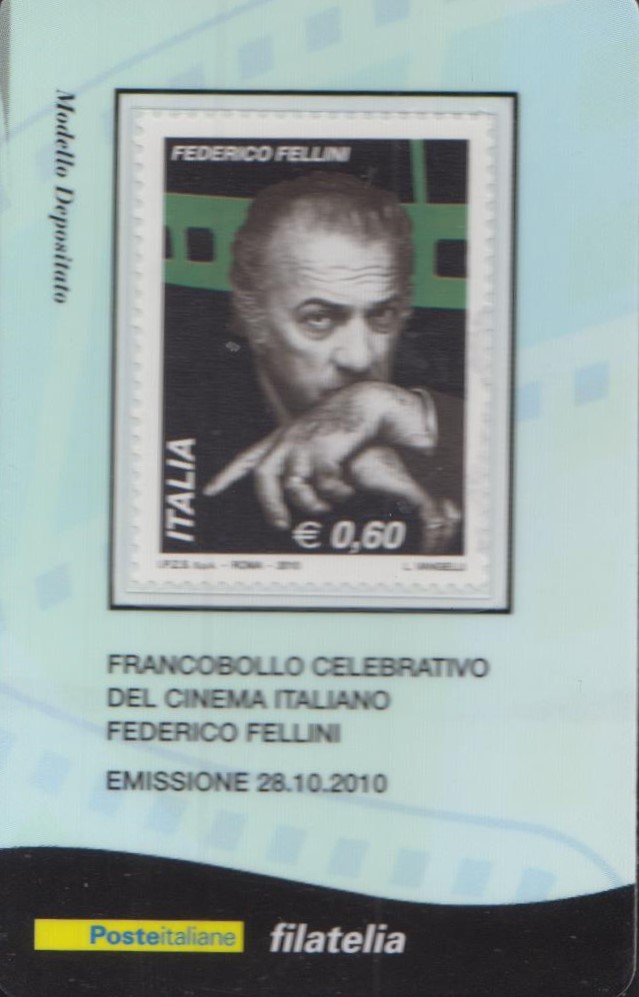 Modello Depositato
FEDERICO FELLINI
ITALIA
€ 0,60
I.P.Z.S. S.p.A. - ROMA - 2010
L. VANGELLI
FRANCOBOLLO CELEBRATIVO
DEL CINEMA ITALIANO
FEDERICO FELLINI
EMISSIONE 28.10.2010
Posteitaliane filatelia